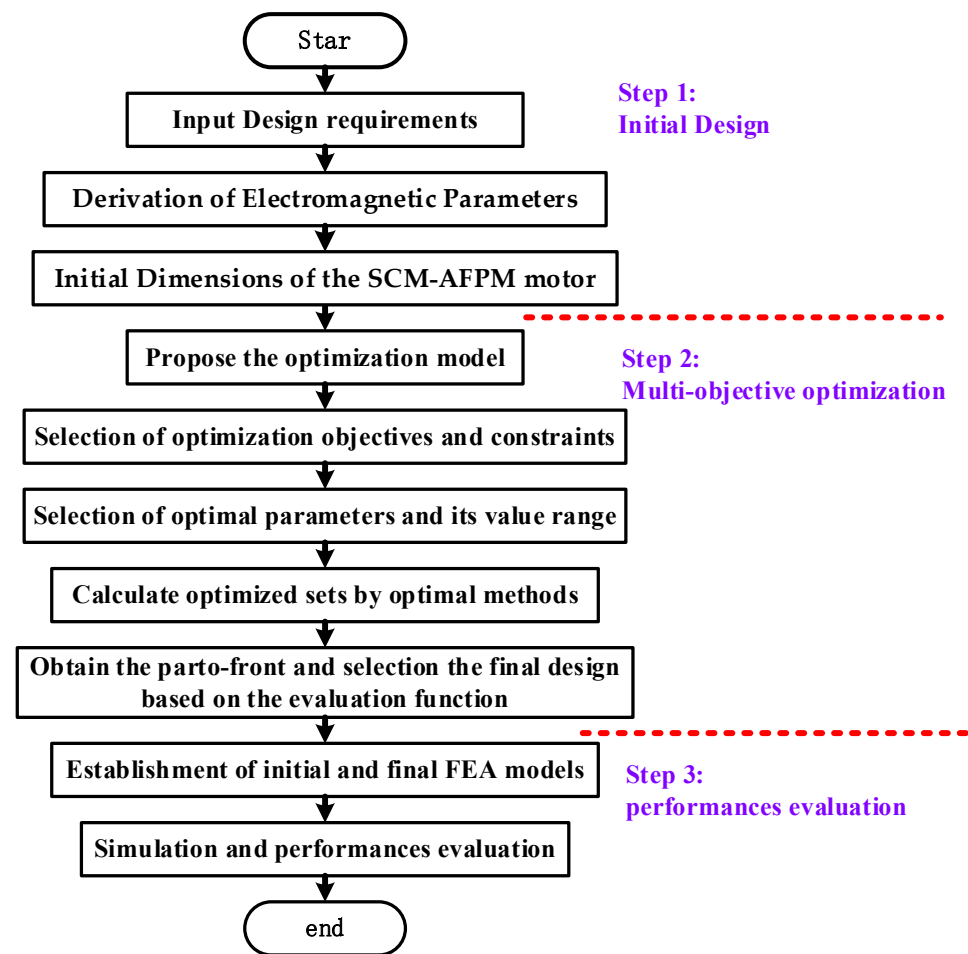 Star
Step 1:
Initial Design
Input Design requirements
Derivation of Electromagnetic Parameters
Initial Dimensions of the SCM-AFPM motor
Propose the optimization model
Step 2:
Multi-objective optimization
Selection of optimization objectives and constraints
Selection of optimal parameters and its value range
Calculate optimized sets by optimal methods
Obtain the parto-front and selection the final design
based on the evaluation function
Establishment of initial and final FEA models
Step 3:
performances evaluation
Simulation and performances evaluation
end